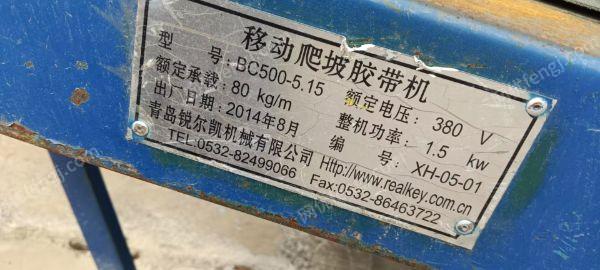 移动爬坡胶带机
型 号: BC500-5.15
额定承载: 80 kg/m 额定电压: 380 V
出厂日期: 2014年8月 整机功率: 1.5 kw
青岛锐尔凯机械有限公司 编 号: XH-05-01
TEL:0532-82499066 Http://www.realkey.com.cn
Fax:0532-86463722